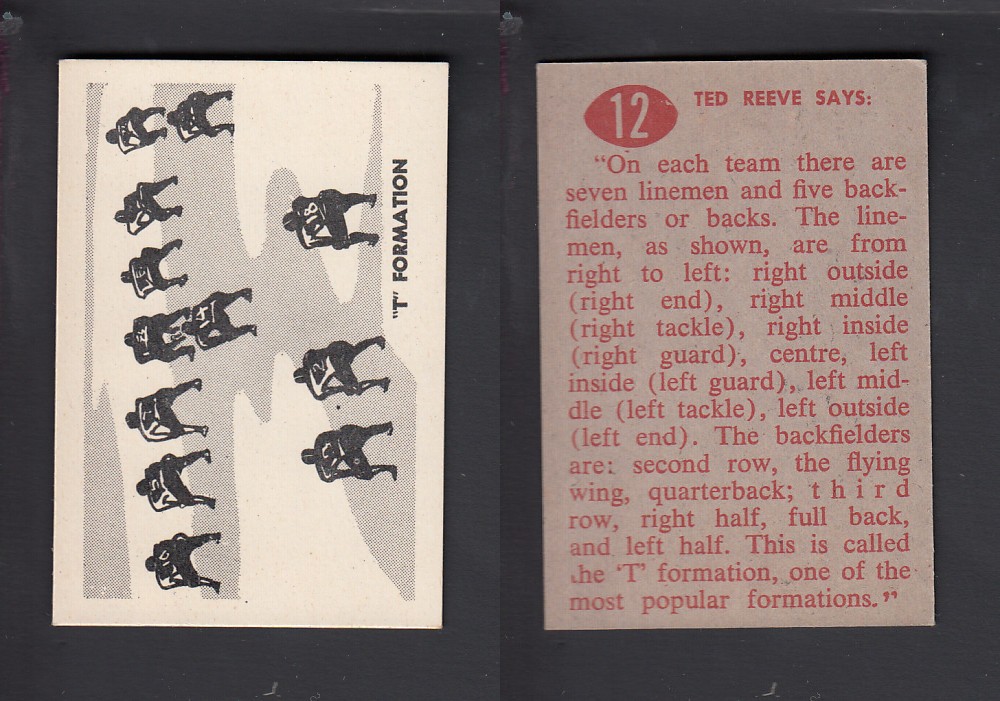 "T" FORMATION
18
12
TED REEVE SAYS:
“On each team there are
seven linemen and five back-
fielders or backs. The line-
men, as shown, are from
right to left: right outside
(right end), right middle
(right tackle), right inside
(right guard), centre, left
inside (left guard), left mid-
dle (left tackle), left outside
(left end). The backfielders
are: second row, the flying
wing, quarterback; third
row, right half, full back,
and left half. This is called
the ‘T’ formation, one of the
most popular formations.”